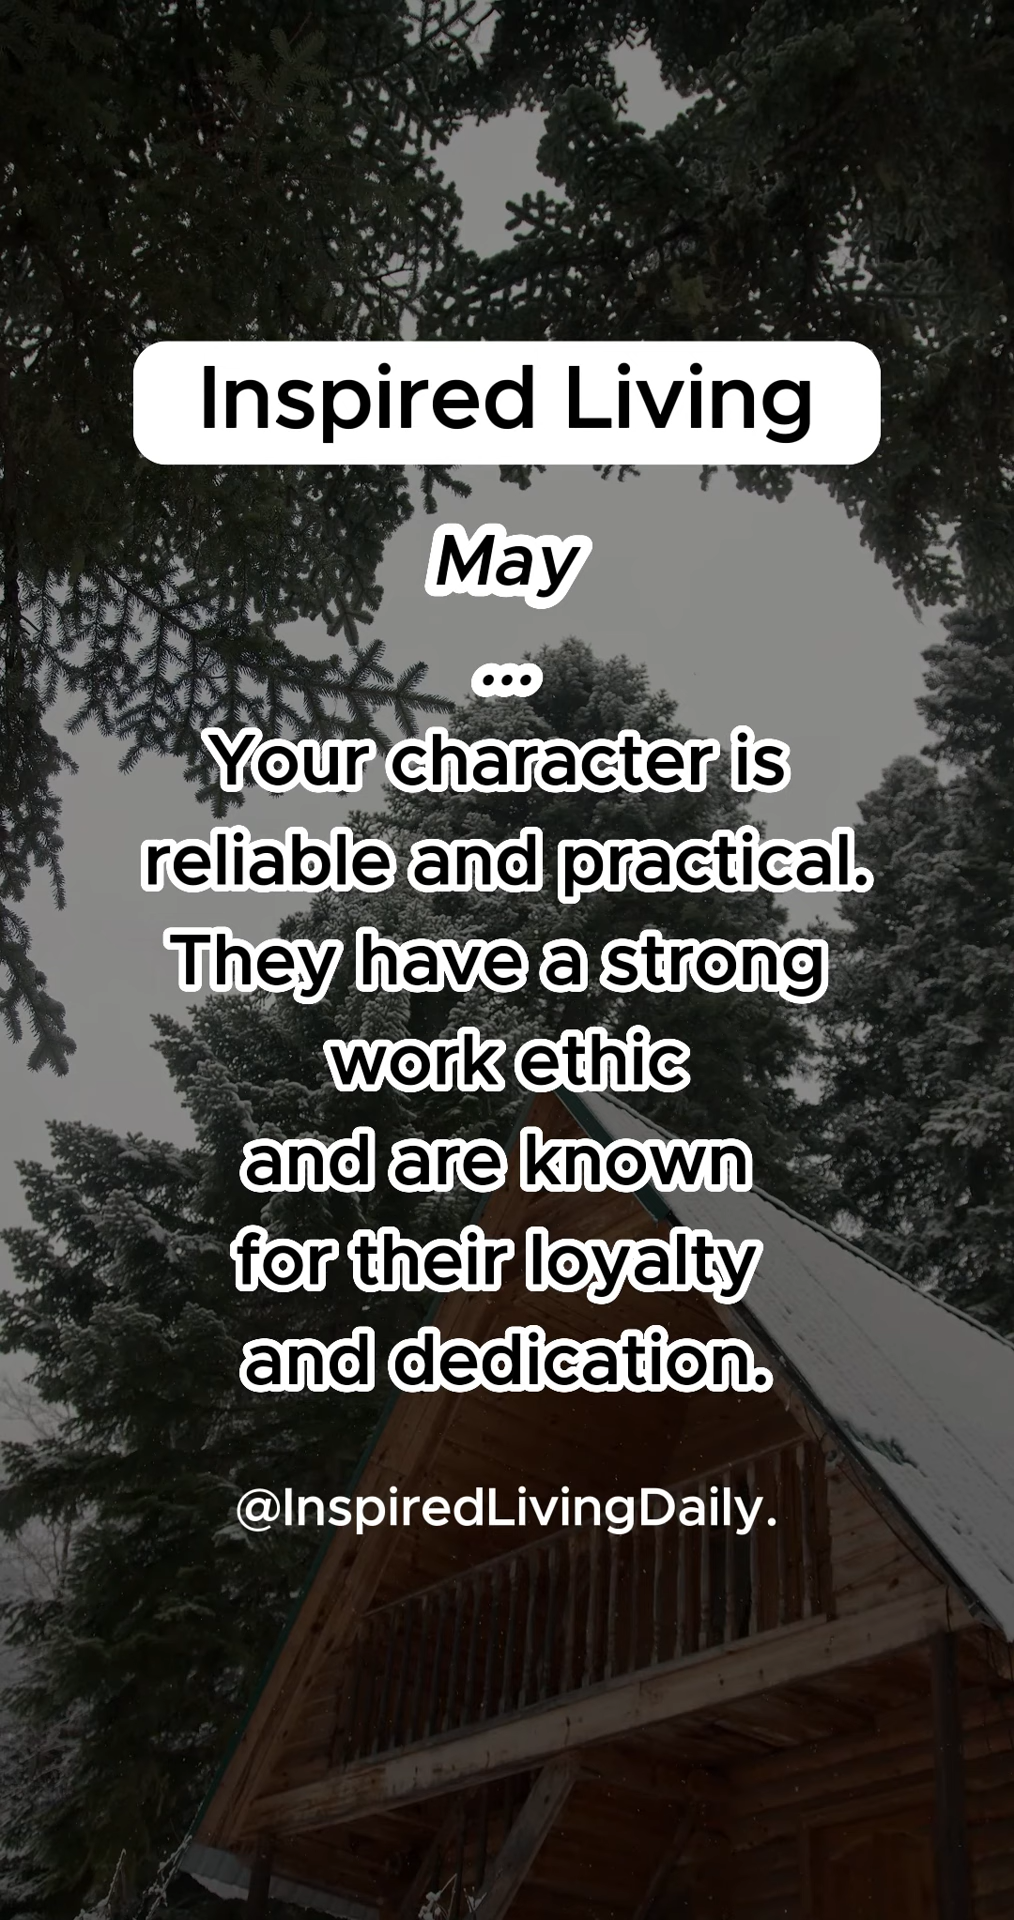 Inspired Living
May
...
Your character is
reliable and practical.
They have a strong
work ethic
and are known
for their loyalty
and dedication.
@InspiredLivingDaily.